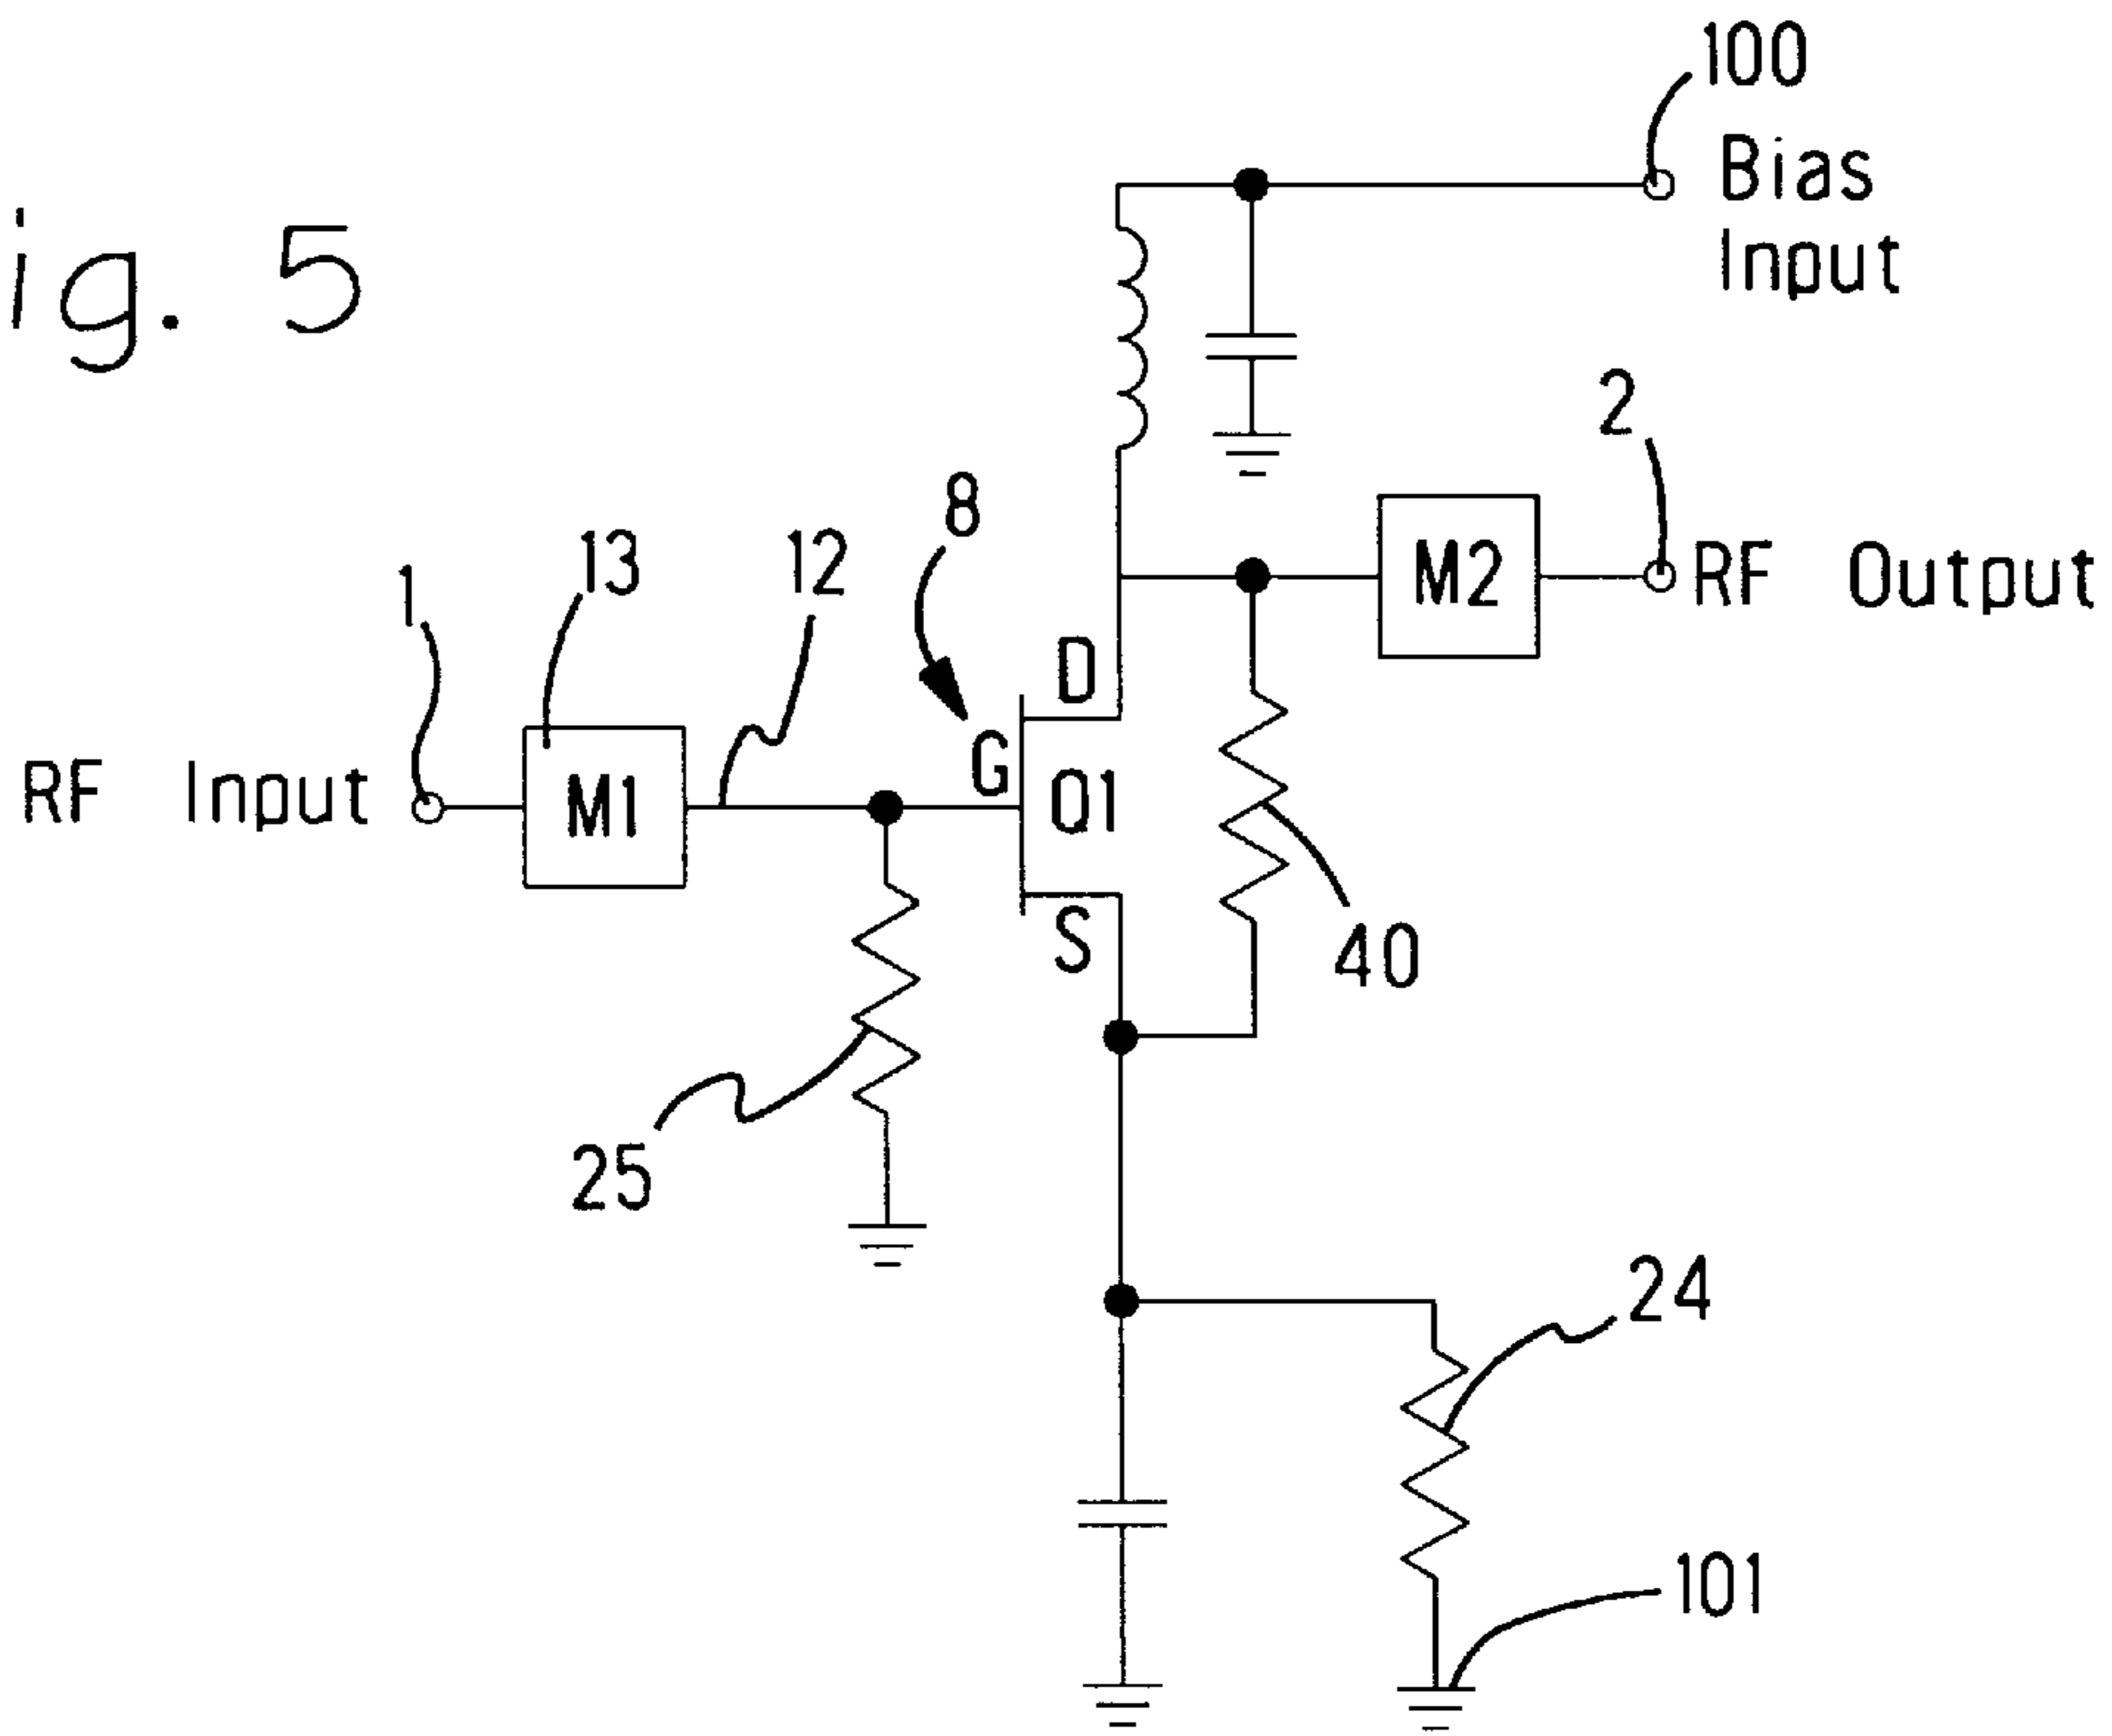 ig. 5
100
Bias
Input
2
8
13
12
1
M2
RF Output
D
G
Q1
RF Input
M1
S
40
25
24
101